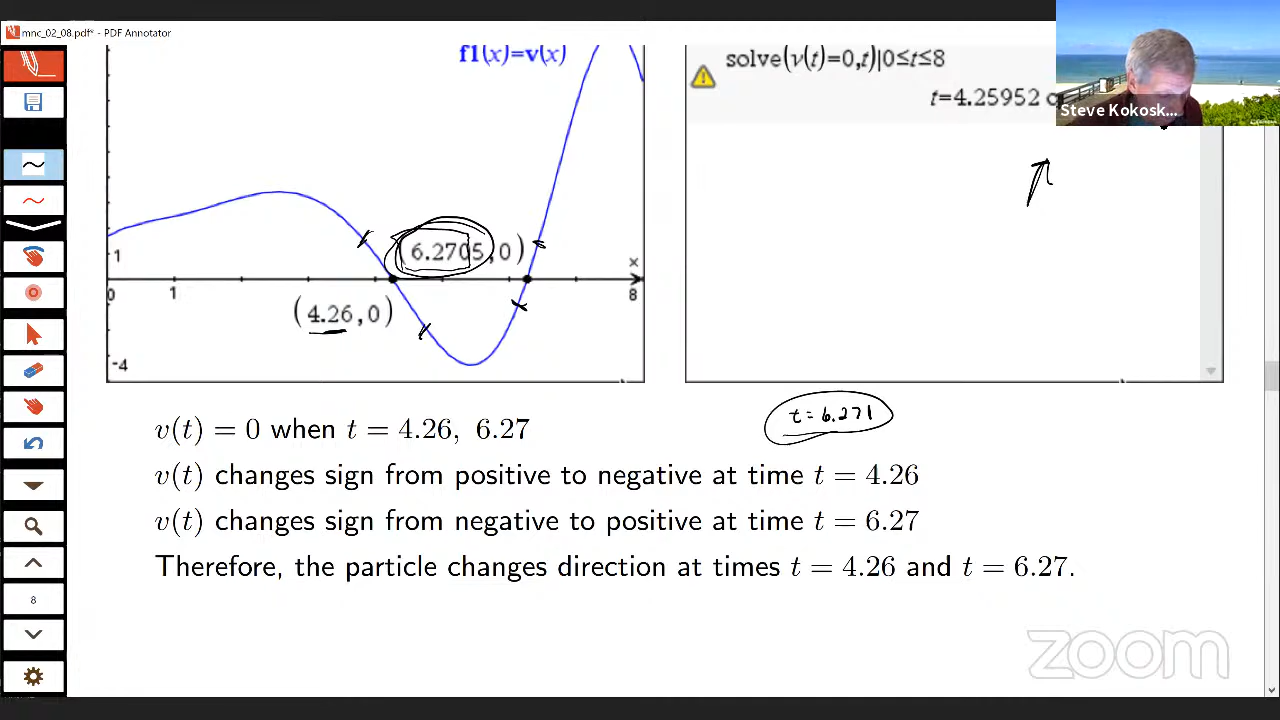 mnc_02_08.pdf* - PDF Annotator
f1(x)=v(x)
solve(v(t)=0,t)|0≤t≤8
t=4.25952
Steve Kokosk...
(6.2705,0)
1
x
0
1
8
(4.26,0)
-4
t = 6.271
v(t) = 0 when t = 4.26, 6.27
v(t) changes sign from positive to negative at time t = 4.26
v(t) changes sign from negative to positive at time t = 6.27
Therefore, the particle changes direction at times t = 4.26 and t = 6.27.
8
zoom